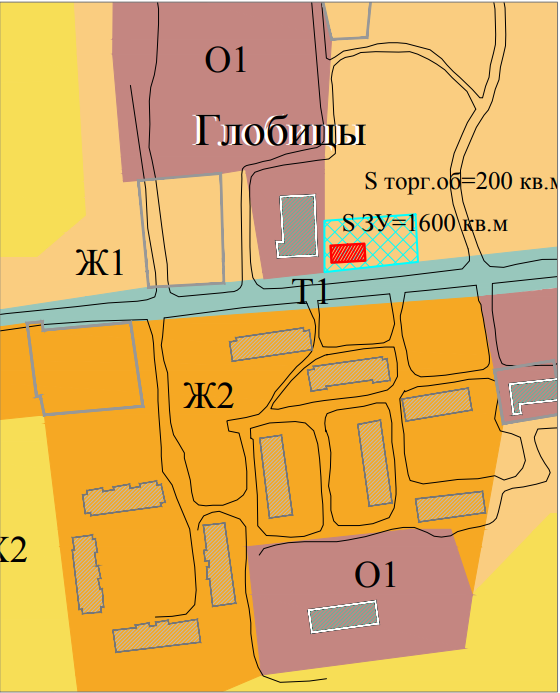 О1
Глобицы
S торг.об=200 кв.м
S ЗУ=1600 кв.м
Ж1
Т1
Ж2
К2
О1